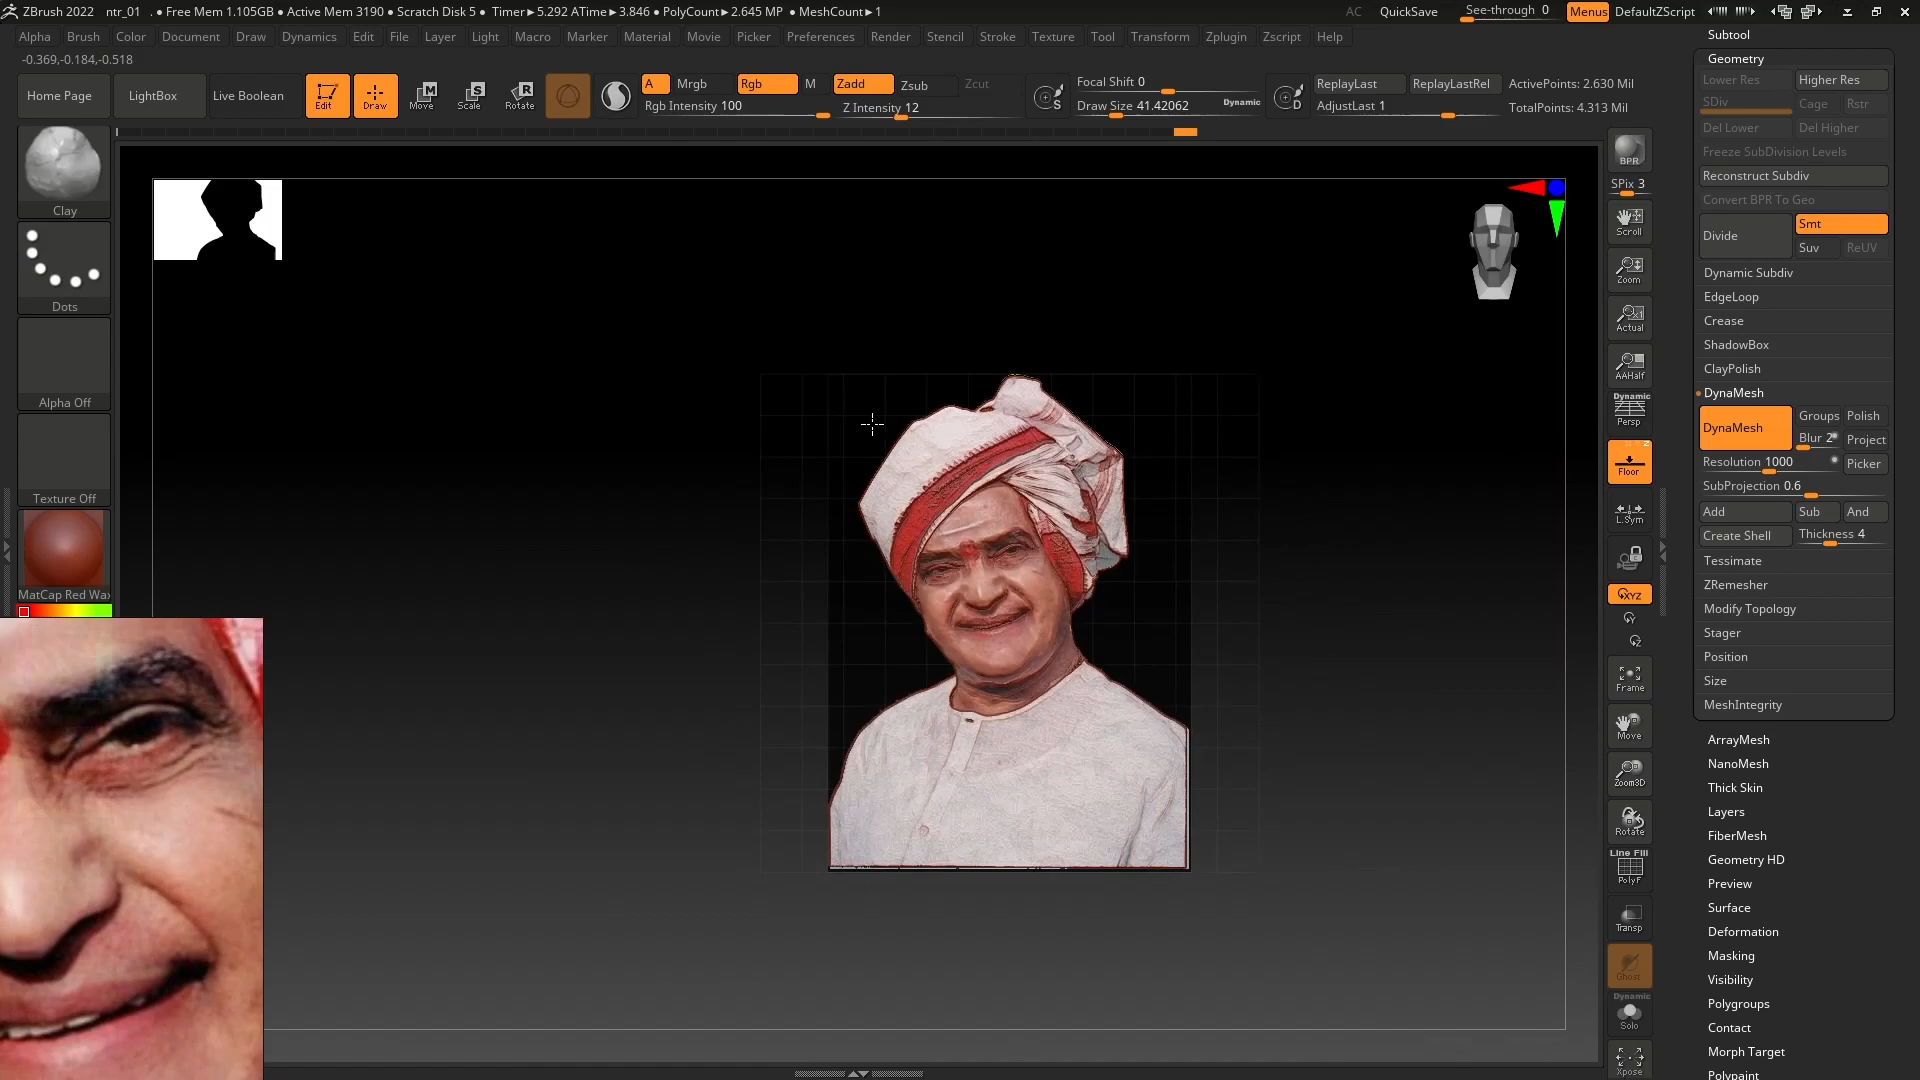 ZBrush 2022 ntr_01 . • Free Mem 1.105GB • Active Mem 3190 • Scratch Disk 5 • Timer►5.292 ATime►3.846 • PolyCount►2.645 MP • MeshCount►1 AC QuickSave See-through 0 Menus DefaultZScript
Alpha Brush Color Document Draw Dynamics Edit File Layer Light Macro Marker Material Movie Picker Preferences Render Stencil Stroke Texture Tool Transform Zplugin Zscript Help
-0.369,-0.184,-0.518
Home Page LightBox Live Boolean Edit Draw Move Scale Rotate
A Mrgb Rgb M Zadd Zsub Zcut Focal Shift 0 ReplayLast ReplayLastRel ActivePoints: 2.630 Mil
Rgb Intensity 100 Z Intensity 12 Draw Size 41.42062 Dynamic AdjustLast 1 TotalPoints: 4.313 Mil
Clay
Dots
Alpha Off
Texture Off
MatCap Red Wax
BPR
SPix 3
Scroll
Zoom
Actual
AAHalf
Dynamic
Persp
Floor
L.Sym
XYZ
Frame
Move
Zoom3D
Rotate
Line Fill
PolyF
Transp
Ghost
Dynamic
Solo
Xpose
Subtool
Geometry
Lower Res Higher Res
SDiv Cage Rstr
Del Lower Del Higher
Freeze SubDivision Levels
Reconstruct Subdiv
Convert BPR To Geo
Divide Smt
Suv ReUV
Dynamic Subdiv
EdgeLoop
Crease
ShadowBox
ClayPolish
DynaMesh
DynaMesh Groups Polish
Blur 2 Project
Resolution 1000 Picker
SubProjection 0.6
Add Sub And
Create Shell Thickness 4
Tessimate
ZRemesher
Modify Topology
Stager
Position
Size
MeshIntegrity
ArrayMesh
NanoMesh
Thick Skin
Layers
FiberMesh
Geometry HD
Preview
Surface
Deformation
Masking
Visibility
Polygroups
Contact
Morph Target
Polypaint